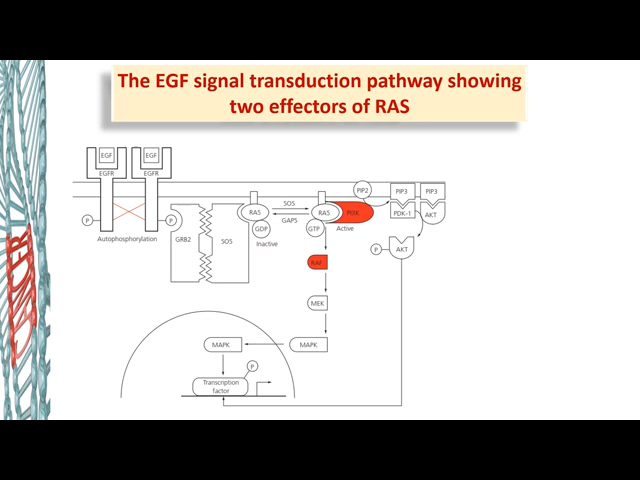 The EGF signal transduction pathway showing
two effectors of RAS
EGF
EGF
EGFR
EGFR
P
P
Autophosphorylation
GRB2
SOS
RAS
GDP
Inactive
SOS
GAPS
RAS
GTP
PI3K
Active
PIP2
PIP3
PIP3
PDK-1
AKT
P
AKT
RAF
MEK
MAPK
MAPK
P
Transcription
factor
CANCER